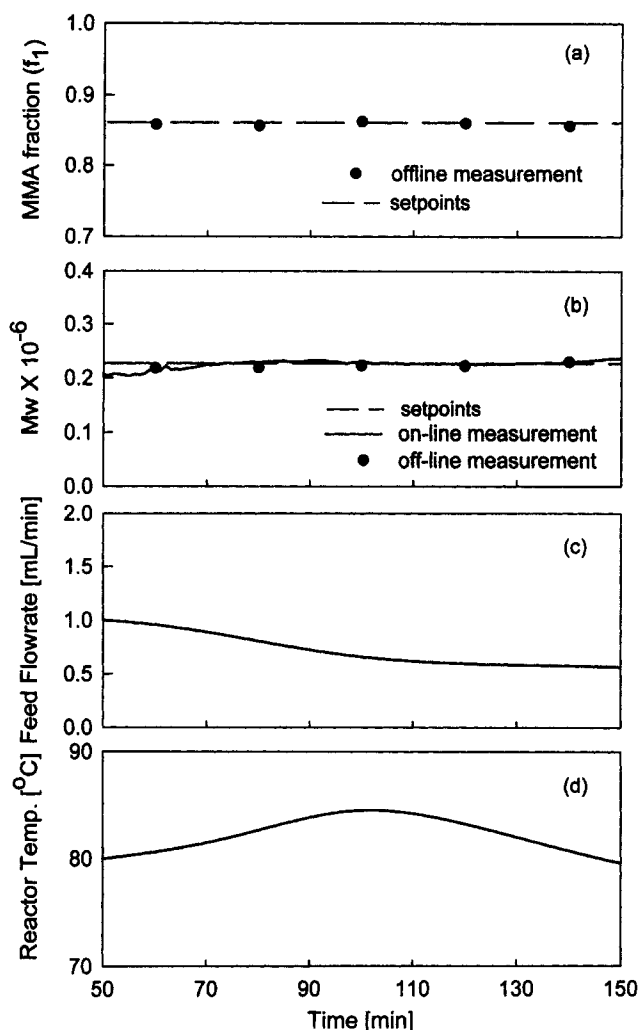 1.0
(a)
0.9
0.8
0.7
MMA fraction (f₁)
offline measurement
setpoints
0.4
(b)
0.3
0.2
0.1
0.0
Mw X 10⁻⁶
setpoints
on-line measurement
off-line measurement
2.0
(c)
1.5
1.0
0.5
0.0
Feed Flowrate [mL/min]
90
(d)
80
70
Reactor Temp. [°C]
50 70 90 110 130 150
Time [min]